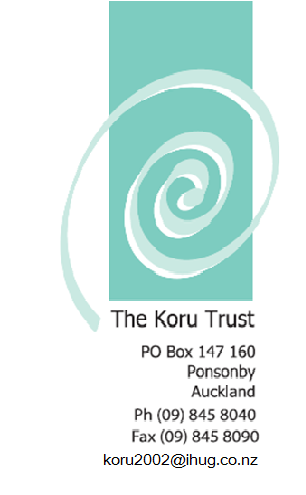 The Koru Trust
PO Box 147 160
Ponsonby
Auckland
Ph (09) 845 8040
Fax (09) 845 8090
koru2002@ihug.co.nz